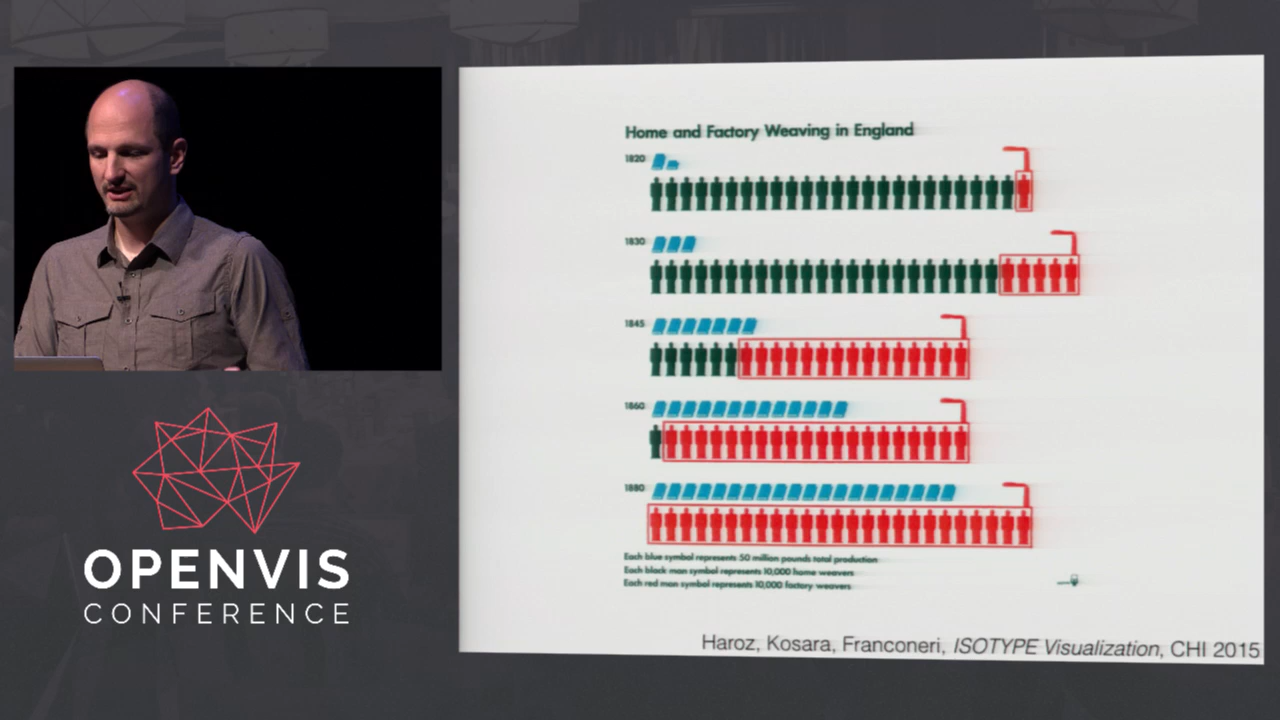 Home and Factory Weaving in England
1820
1830
1845
1860
1880
Each blue symbol represents 50 million pounds total production
Each black man symbol represents 10,000 home weavers
Each red man symbol represents 10,000 factory weavers
Haroz, Kosara, Franconeri, ISOTYPE Visualization, CHI 2015
OPENVIS
CONFERENCE